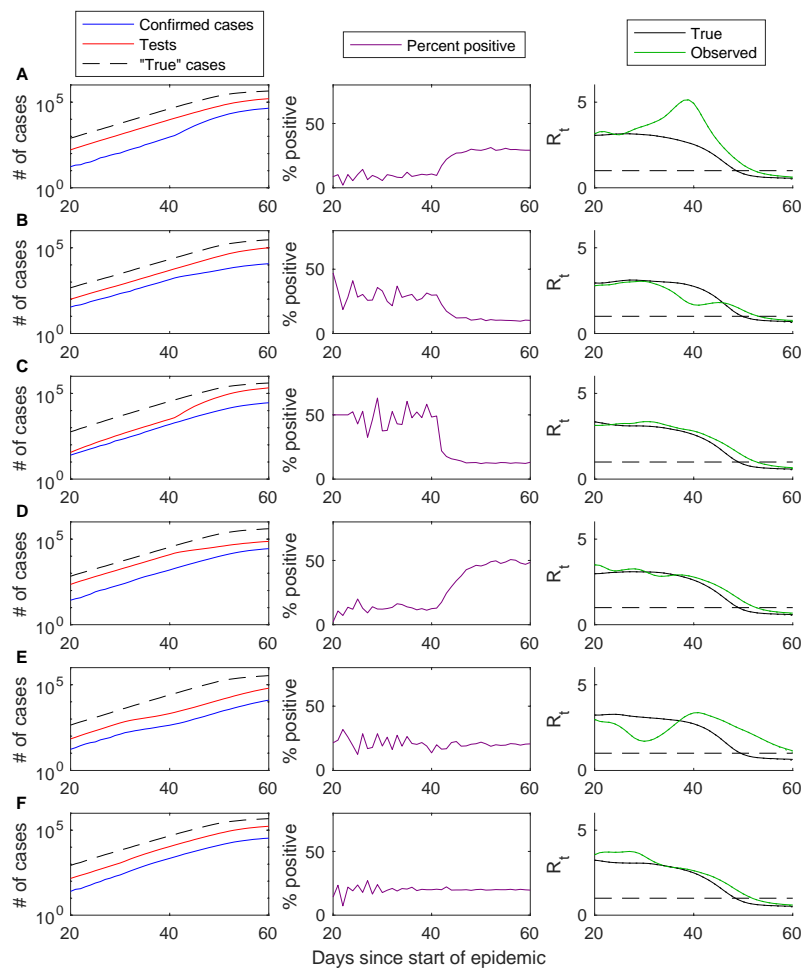 Confirmed cases
Tests
"True" cases
Percent positive
True
Observed
A
# of cases
10^5
10^0
20 40 60
% positive
50
0
20 40 60
R_t
5
0
20 40 60
B
# of cases
10^5
10^0
20 40 60
% positive
50
0
20 40 60
R_t
5
0
20 40 60
C
# of cases
10^5
10^0
20 40 60
% positive
50
0
20 40 60
R_t
5
0
20 40 60
D
# of cases
10^5
10^0
20 40 60
% positive
50
0
20 40 60
R_t
5
0
20 40 60
E
# of cases
10^5
10^0
20 40 60
% positive
50
0
20 40 60
R_t
5
0
20 40 60
F
# of cases
10^5
10^0
20 40 60
% positive
50
0
20 40 60
R_t
5
0
20 40 60
Days since start of epidemic